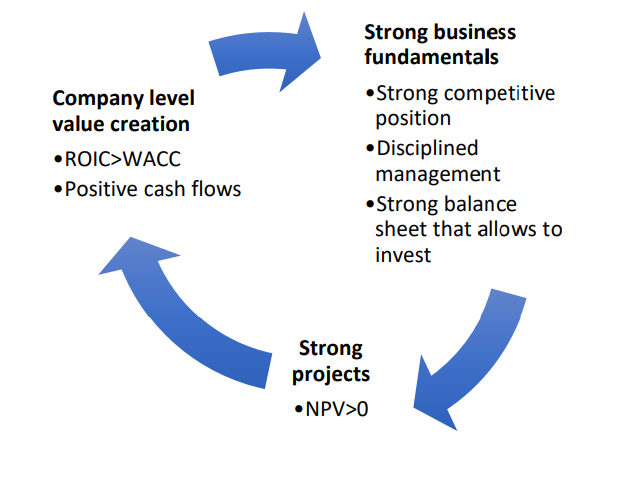 Strong business
fundamentals
•Strong competitive
position
•Disciplined
management
•Strong balance
sheet that allows to
invest
Strong
projects
•NPV>0
Company level
value creation
•ROIC>WACC
•Positive cash flows